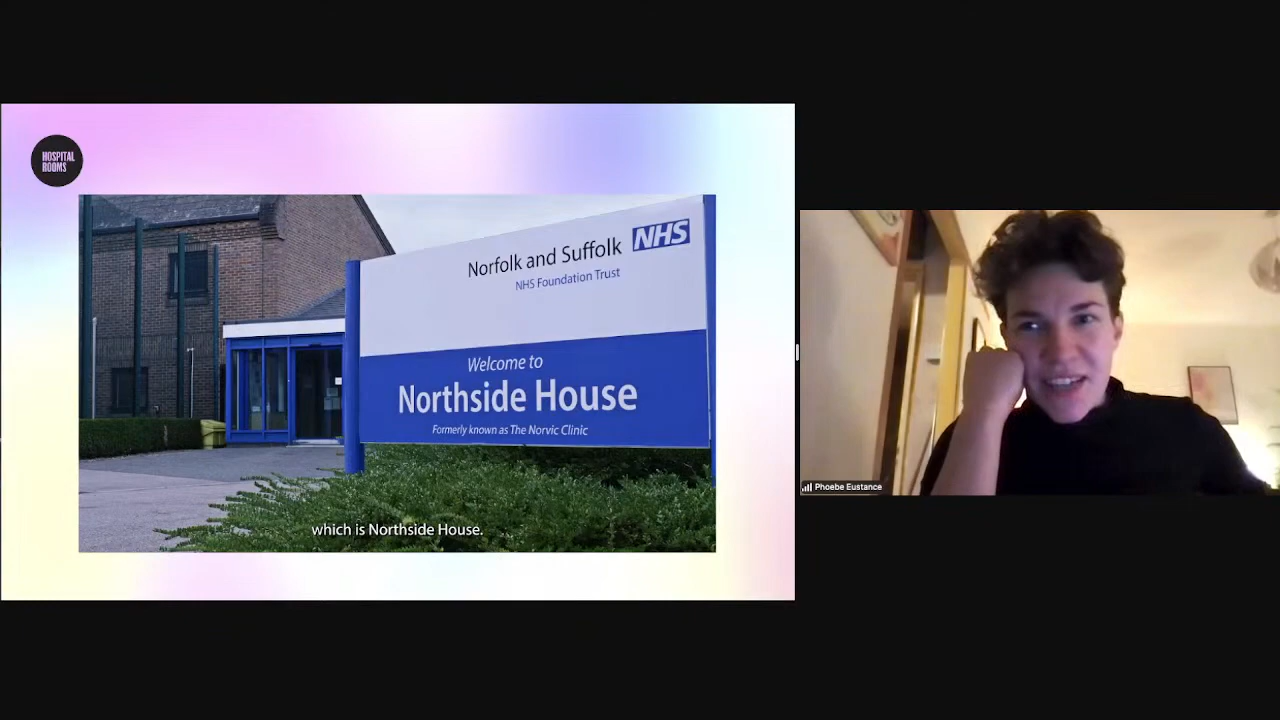 HOSPITAL
ROOMS
Norfolk and Suffolk NHS
NHS Foundation Trust
Welcome to
Northside House
Formerly known as The Norvic Clinic
which is Northside House.
Phoebe Eustance